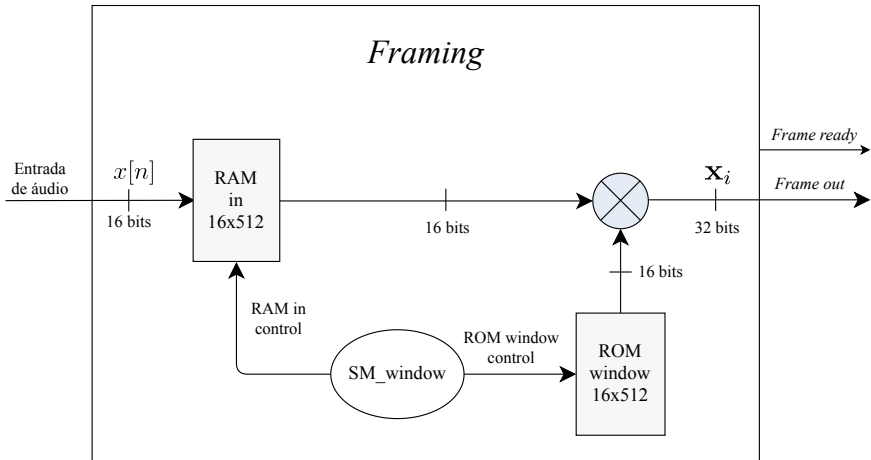 Framing
Entrada
de áudio
x[n]
16 bits
RAM
in
16x512
16 bits
x_i
32 bits
Frame ready
Frame out
16 bits
RAM in
control
SM_window
ROM window
control
ROM
window
16x512